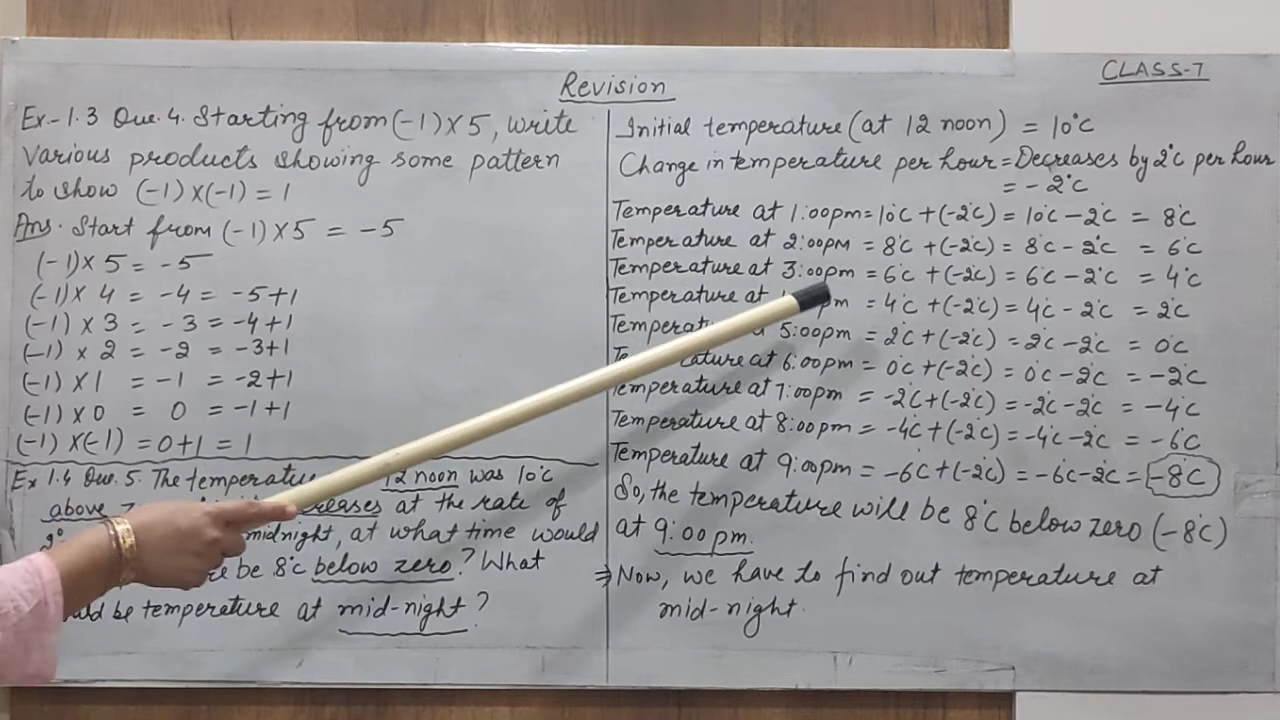 Revision
CLASS-7
Ex-1.3 Que.4. Starting from (-1)×5, write
various products showing some pattern
to show (-1)×(-1) = 1
Ans. Start from (-1)×5 = -5
(-1)×5 = -5
(-1)×4 = -4 = -5+1
(-1)×3 = -3 = -4+1
(-1)×2 = -2 = -3+1
(-1)×1 = -1 = -2+1
(-1)×0 = 0 = -1+1
(-1)×(-1) = 0+1 = 1
Ex 1.4 Que.5. The 12 noon was 10°c
above at the rate of
2° midnight, at what time would
be 8°c below zero? What
be temperature at mid-night?
Initial temperature (at 12 noon) = 10°c
Change in temperature per hour = Decreases by 2°c per hour
= -2°c
Temperature at 1:00pm = 10°c + (-2°c) = 10°c - 2°c = 8°c
Temperature at 2:00pm = 8°c + (-2°c) = 8°c - 2°c = 6°c
Temperature at 3:00pm = 6°c + (-2°c) = 6°c - 2°c = 4°c
Temperature at pm = 4°c + (-2°c) = 4°c - 2°c = 2°c
5:00pm = 2°c + (-2°c) = 2°c - 2°c = 0°c
at 6:00pm = 0°c + (-2°c) = 0°c - 2°c = -2°c
Temperature at 7:00pm = -2°c + (-2°c) = -2°c - 2°c = -4°c
Temperature at 8:00pm = -4°c + (-2°c) = -4°c - 2°c = -6°c
Temperature at 9:00pm = -6°c + (-2°c) = -6°c - 2°c = -8°c
So, the temperature will be 8°c below zero (-8°c)
at 9:00 pm.
⇒ Now, we have to find out temperature at
mid-night.